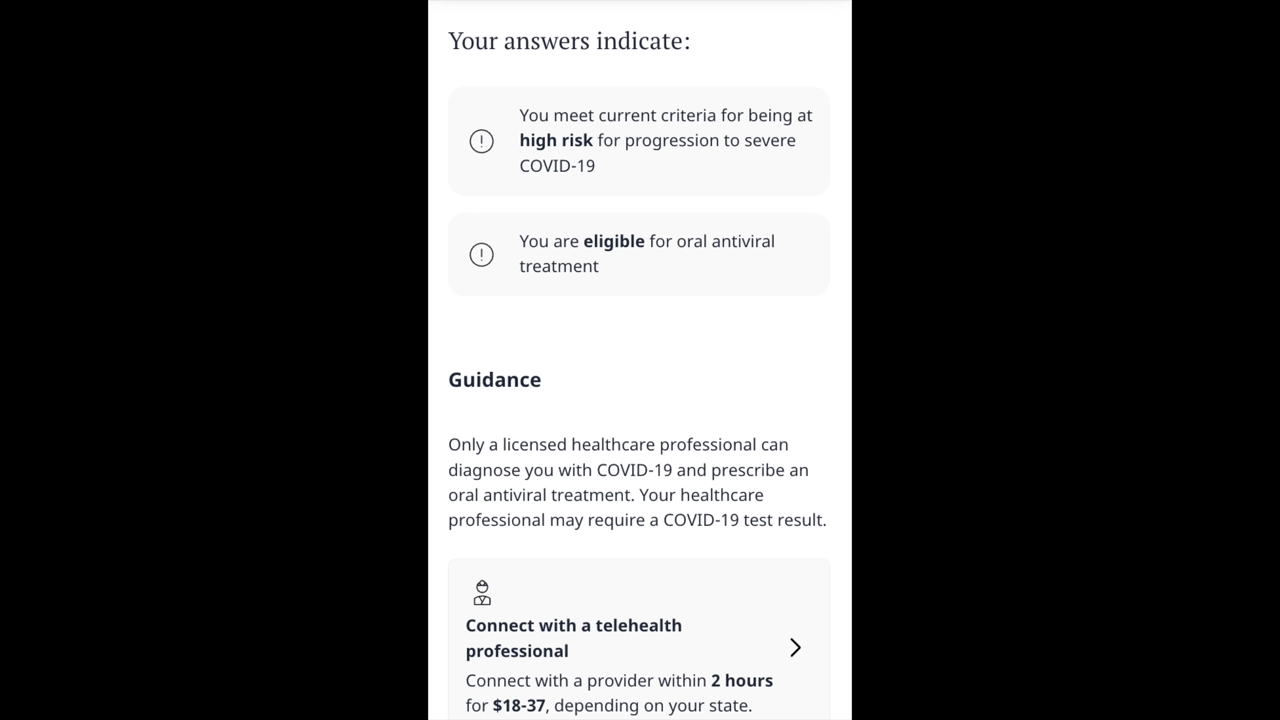 Your answers indicate:
You meet current criteria for being at
high risk for progression to severe
COVID-19
You are eligible for oral antiviral
treatment
Guidance
Only a licensed healthcare professional can
diagnose you with COVID-19 and prescribe an
oral antiviral treatment. Your healthcare
professional may require a COVID-19 test result.
Connect with a telehealth
professional
Connect with a provider within 2 hours
for $18-37, depending on your state.